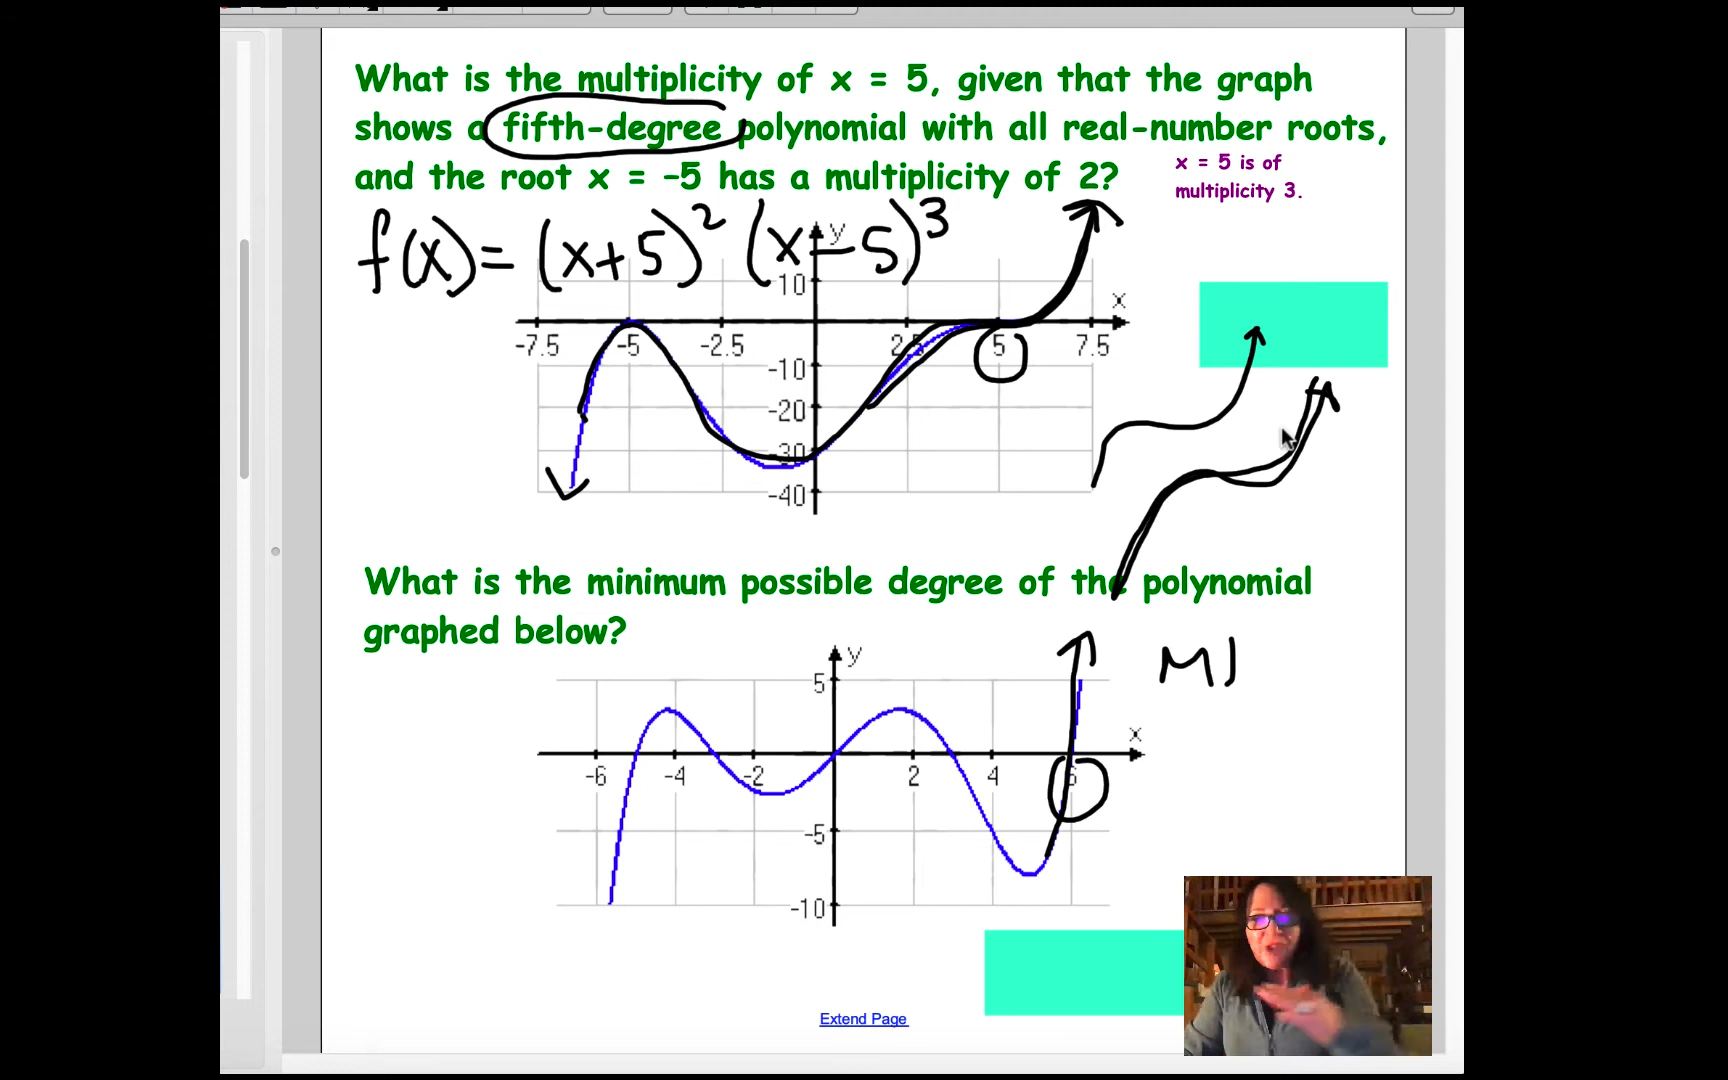 What is the multiplicity of x = 5, given that the graph
shows a fifth-degree polynomial with all real-number roots,
and the root x = -5 has a multiplicity of 2?
x = 5 is of
multiplicity 3.
f(x) = (x+5)² (x-5)³
y
10
x
-7.5 -5 -2.5 2.5 5 7.5
-10
-20
-30
-40
What is the minimum possible degree of the polynomial
graphed below?
M1
y
5
x
-6 -4 -2 2 4 6
-5
-10
Extend Page